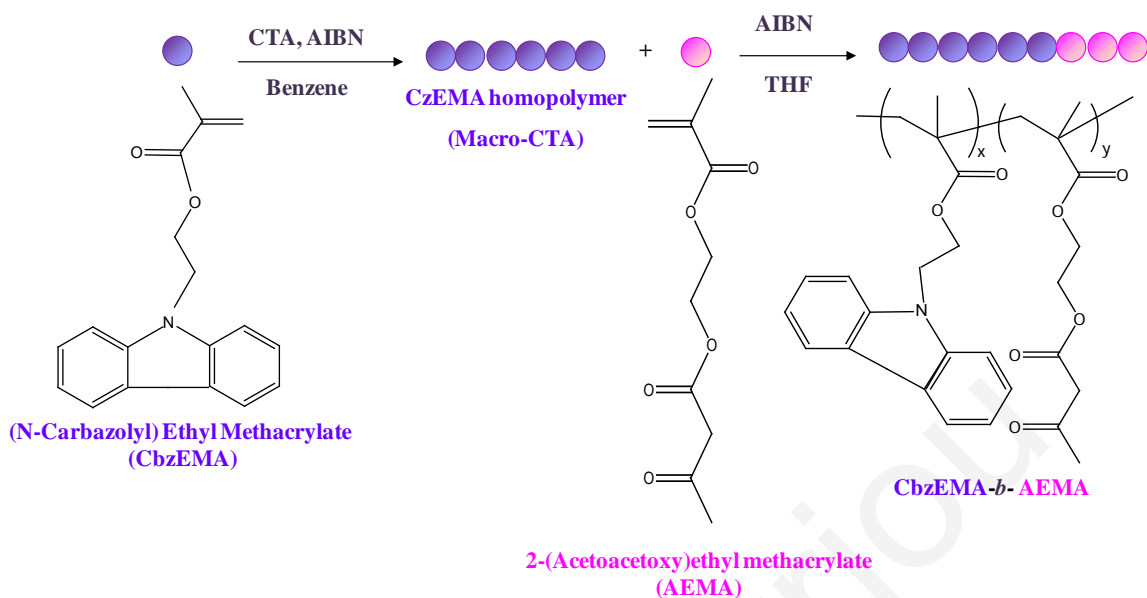 CTA, AIBN
Benzene
CzEMA homopolymer
(Macro-CTA)
+
AIBN
THF
O
O
N
(N-Carbazolyl) Ethyl Methacrylate
(CbzEMA)
O
O
O
O
O
2-(Acetoacetoxy)ethyl methacrylate
(AEMA)
x
y
O
O
O
O
N
O
O
O
CbzEMA-b- AEMA
riou